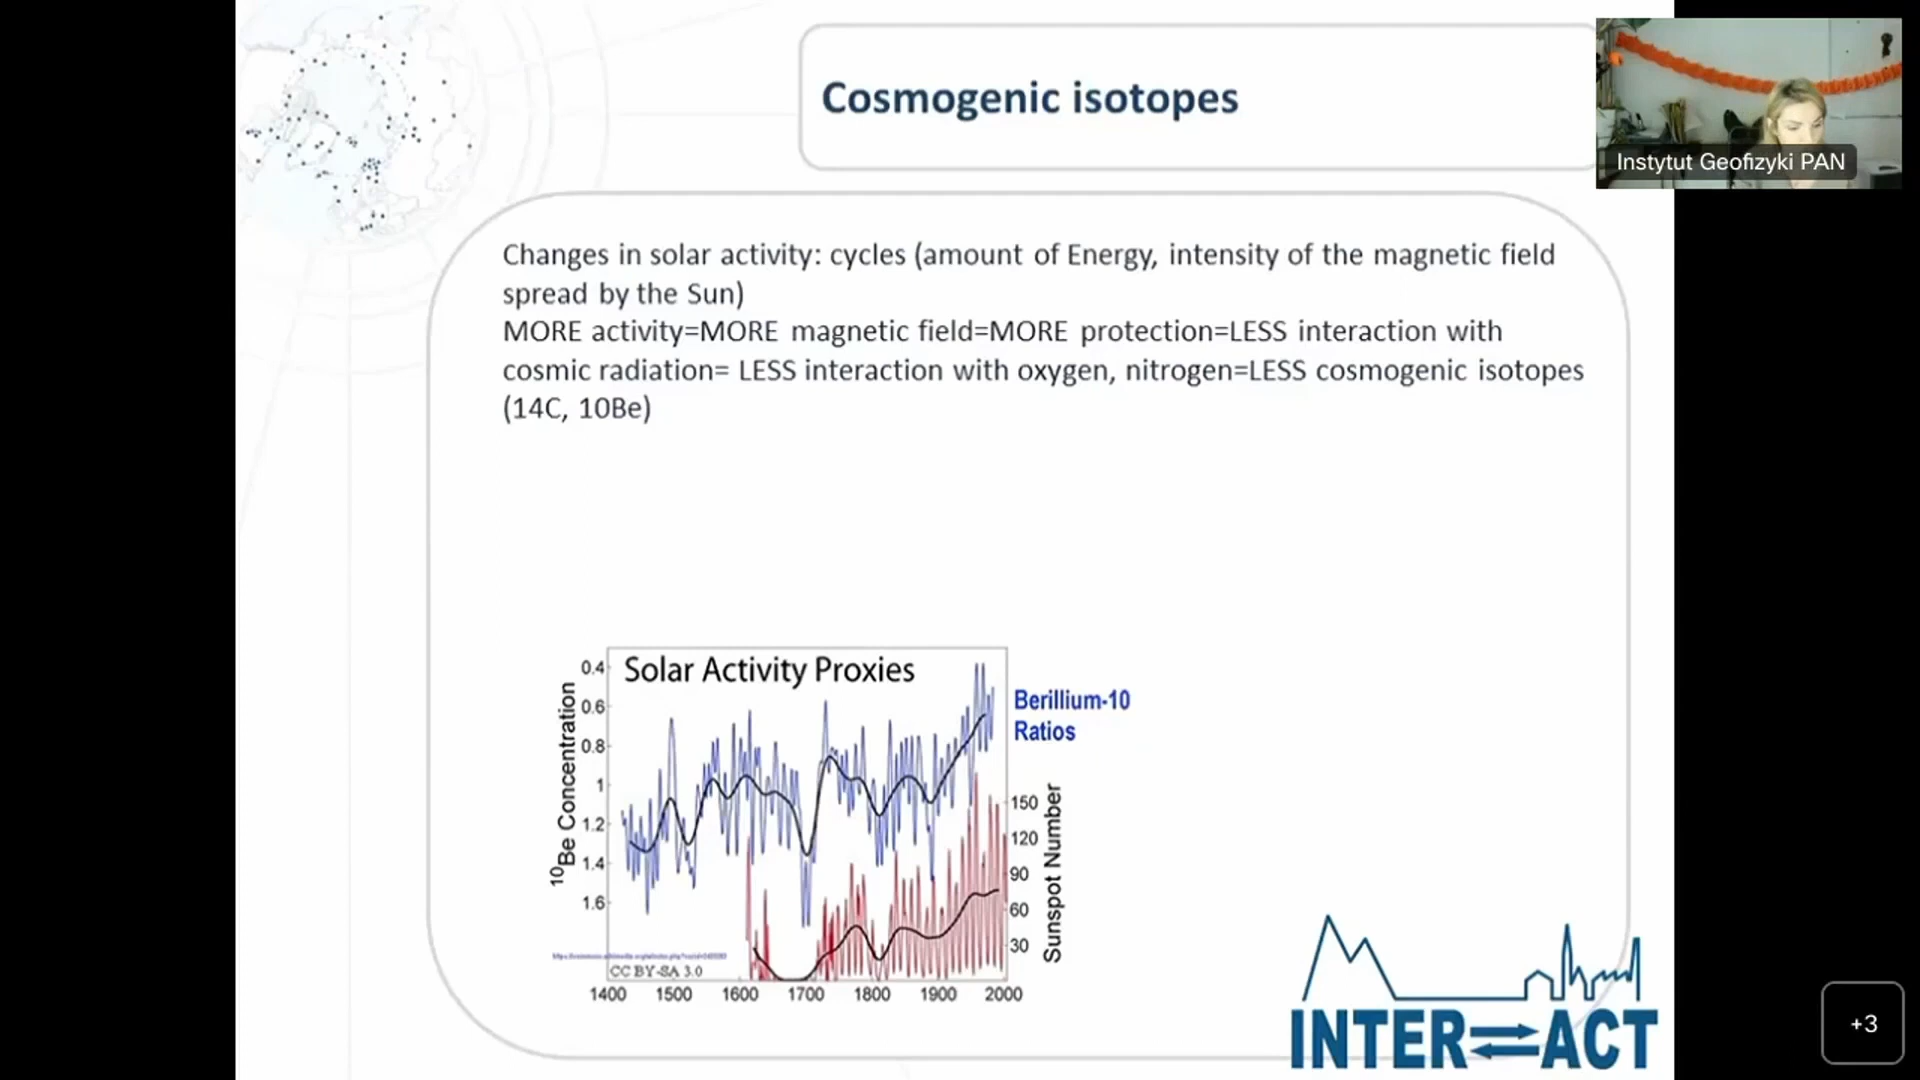 Cosmogenic isotopes
Instytut Geofizyki PAN
Changes in solar activity: cycles (amount of Energy, intensity of the magnetic field
spread by the Sun)
MORE activity=MORE magnetic field=MORE protection=LESS interaction with
cosmic radiation= LESS interaction with oxygen, nitrogen=LESS cosmogenic isotopes
(14C, 10Be)
Solar Activity Proxies
10Be Concentration
0.4
0.6
0.8
1
1.2
1.4
1.6
Berillium-10
Ratios
150
120
90
60
30
Sunspot Number
CC BY-SA 3.0
1400 1500 1600 1700 1800 1900 2000
INTER ACT
+3